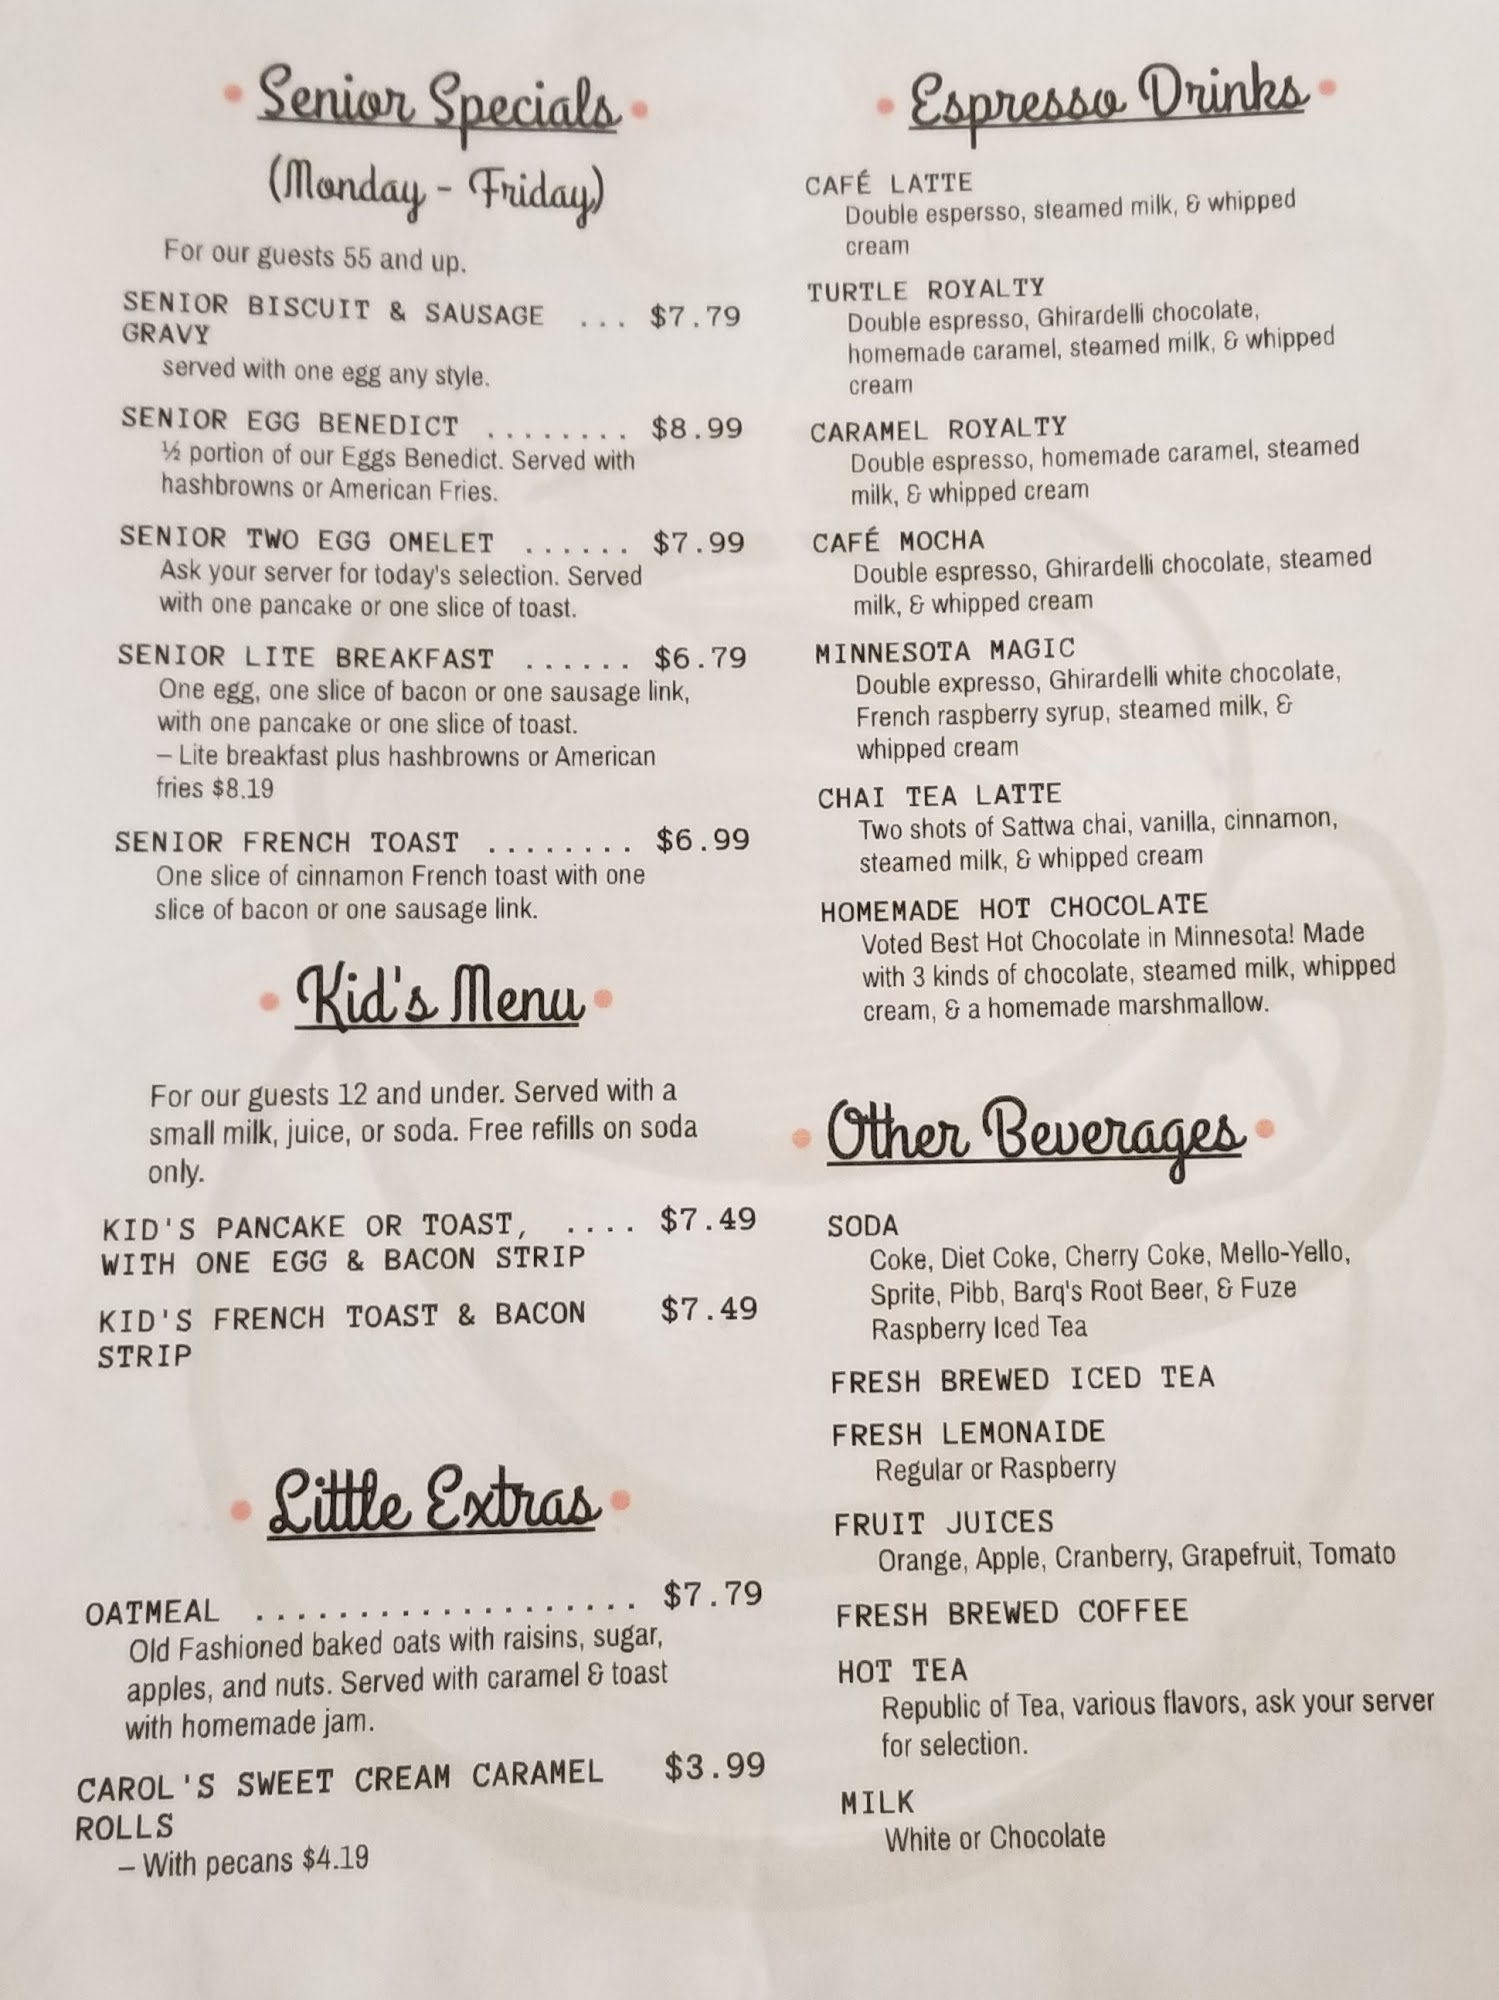 Senior Specials
(Monday - Friday)
For our guests 55 and up.
SENIOR BISCUIT & SAUSAGE ... $7.79
GRAVY
served with one egg any style.
SENIOR EGG BENEDICT ........ $8.99
½ portion of our Eggs Benedict. Served with
hashbrowns or American Fries.
SENIOR TWO EGG OMELET ...... $7.99
Ask your server for today's selection. Served
with one pancake or one slice of toast.
SENIOR LITE BREAKFAST ...... $6.79
One egg, one slice of bacon or one sausage link,
with one pancake or one slice of toast.
– Lite breakfast plus hashbrowns or American
fries $8.19
SENIOR FRENCH TOAST ........ $6.99
One slice of cinnamon French toast with one
slice of bacon or one sausage link.
Kid's Menu
For our guests 12 and under. Served with a
small milk, juice, or soda. Free refills on soda
only.
KID'S PANCAKE OR TOAST, .... $7.49
WITH ONE EGG & BACON STRIP
KID'S FRENCH TOAST & BACON $7.49
STRIP
Little Extras
OATMEAL ................... $7.79
Old Fashioned baked oats with raisins, sugar,
apples, and nuts. Served with caramel & toast
with homemade jam.
CAROL'S SWEET CREAM CARAMEL $3.99
ROLLS
– With pecans $4.19
Espresso Drinks
CAFÉ LATTE
Double espersso, steamed milk, & whipped
cream
TURTLE ROYALTY
Double espresso, Ghirardelli chocolate,
homemade caramel, steamed milk, & whipped
cream
CARAMEL ROYALTY
Double espresso, homemade caramel, steamed
milk, & whipped cream
CAFÉ MOCHA
Double espresso, Ghirardelli chocolate, steamed
milk, & whipped cream
MINNESOTA MAGIC
Double expresso, Ghirardelli white chocolate,
French raspberry syrup, steamed milk, &
whipped cream
CHAI TEA LATTE
Two shots of Sattwa chai, vanilla, cinnamon,
steamed milk, & whipped cream
HOMEMADE HOT CHOCOLATE
Voted Best Hot Chocolate in Minnesota! Made
with 3 kinds of chocolate, steamed milk, whipped
cream, & a homemade marshmallow.
Other Beverages
SODA
Coke, Diet Coke, Cherry Coke, Mello-Yello,
Sprite, Pibb, Barq's Root Beer, & Fuze
Raspberry Iced Tea
FRESH BREWED ICED TEA
FRESH LEMONAIDE
Regular or Raspberry
FRUIT JUICES
Orange, Apple, Cranberry, Grapefruit, Tomato
FRESH BREWED COFFEE
HOT TEA
Republic of Tea, various flavors, ask your server
for selection.
MILK
White or Chocolate